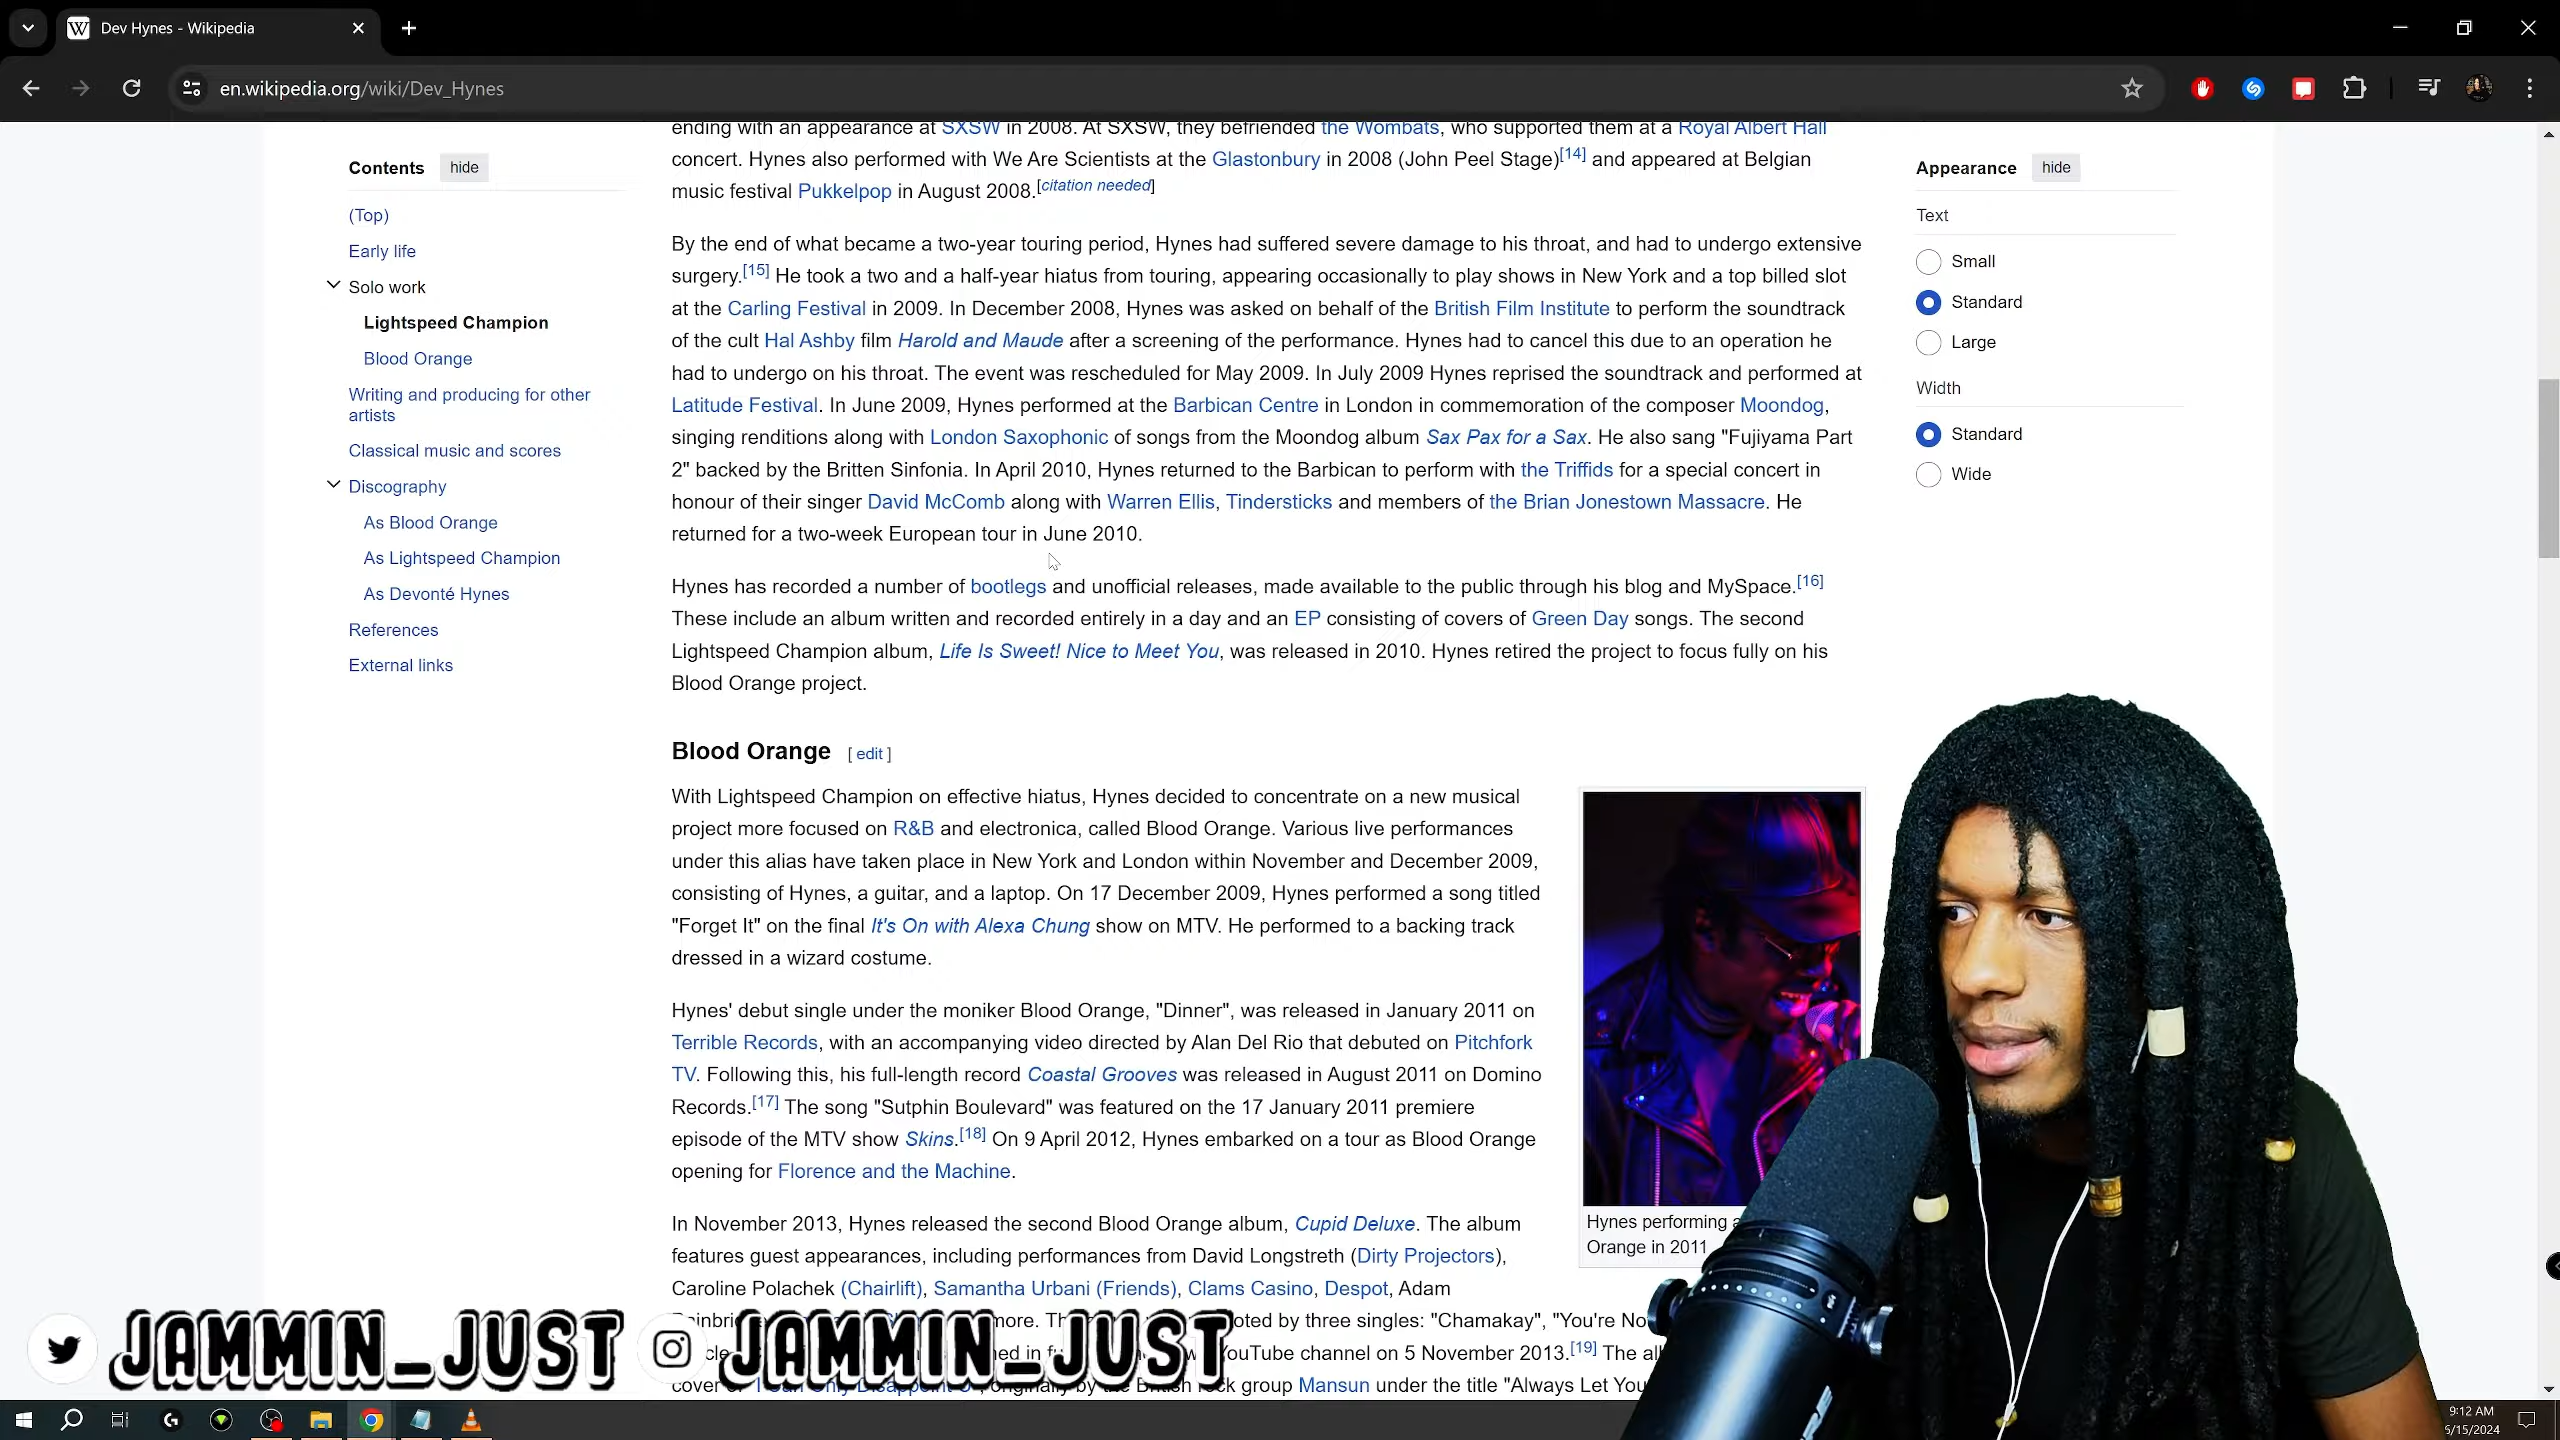 Dev Hynes - Wikipedia
en.wikipedia.org/wiki/Dev_Hynes
Contents hide
(Top)
Early life
Solo work
Lightspeed Champion
Blood Orange
Writing and producing for other
artists
Classical music and scores
Discography
As Blood Orange
As Lightspeed Champion
As Devonté Hynes
References
External links
ending with an appearance at SXSW in 2008. At SXSW, they befriended the Wombats, who supported them at a Royal Albert Hall
concert. Hynes also performed with We Are Scientists at the Glastonbury in 2008 (John Peel Stage)[14] and appeared at Belgian
music festival Pukkelpop in August 2008.[citation needed]
By the end of what became a two-year touring period, Hynes had suffered severe damage to his throat, and had to undergo extensive
surgery.[15] He took a two and a half-year hiatus from touring, appearing occasionally to play shows in New York and a top billed slot
at the Carling Festival in 2009. In December 2008, Hynes was asked on behalf of the British Film Institute to perform the soundtrack
of the cult Hal Ashby film Harold and Maude after a screening of the performance. Hynes had to cancel this due to an operation he
had to undergo on his throat. The event was rescheduled for May 2009. In July 2009 Hynes reprised the soundtrack and performed at
Latitude Festival. In June 2009, Hynes performed at the Barbican Centre in London in commemoration of the composer Moondog,
singing renditions along with London Saxophonic of songs from the Moondog album Sax Pax for a Sax. He also sang "Fujiyama Part
2" backed by the Britten Sinfonia. In April 2010, Hynes returned to the Barbican to perform with the Triffids for a special concert in
honour of their singer David McComb along with Warren Ellis, Tindersticks and members of the Brian Jonestown Massacre. He
returned for a two-week European tour in June 2010.
Hynes has recorded a number of bootlegs and unofficial releases, made available to the public through his blog and MySpace.[16]
These include an album written and recorded entirely in a day and an EP consisting of covers of Green Day songs. The second
Lightspeed Champion album, Life Is Sweet! Nice to Meet You, was released in 2010. Hynes retired the project to focus fully on his
Blood Orange project.
Blood Orange [ edit ]
With Lightspeed Champion on effective hiatus, Hynes decided to concentrate on a new musical
project more focused on R&B and electronica, called Blood Orange. Various live performances
under this alias have taken place in New York and London within November and December 2009,
consisting of Hynes, a guitar, and a laptop. On 17 December 2009, Hynes performed a song titled
"Forget It" on the final It's On with Alexa Chung show on MTV. He performed to a backing track
dressed in a wizard costume.
Hynes' debut single under the moniker Blood Orange, "Dinner", was released in January 2011 on
Terrible Records, with an accompanying video directed by Alan Del Rio that debuted on Pitchfork
TV. Following this, his full-length record Coastal Grooves was released in August 2011 on Domino
Records.[17] The song "Sutphin Boulevard" was featured on the 17 January 2011 premiere
episode of the MTV show Skins.[18] On 9 April 2012, Hynes embarked on a tour as Blood Orange
opening for Florence and the Machine.
In November 2013, Hynes released the second Blood Orange album, Cupid Deluxe. The album
features guest appearances, including performances from David Longstreth (Dirty Projectors),
Caroline Polachek (Chairlift), Samantha Urbani (Friends), Clams Casino, Despot, Adam
more. by three singles: "Chamakay", "You're
YouTube channel on 5 November 2013.[19] The
originally by the British rock group Mansun under the title "Always Let You
Hynes performing
Orange in 2011
Appearance hide
Text
Small
Standard
Large
Width
Standard
Wide
JAMMIN_JUST JAMMIN_JUST
9:12 AM
6/15/2024